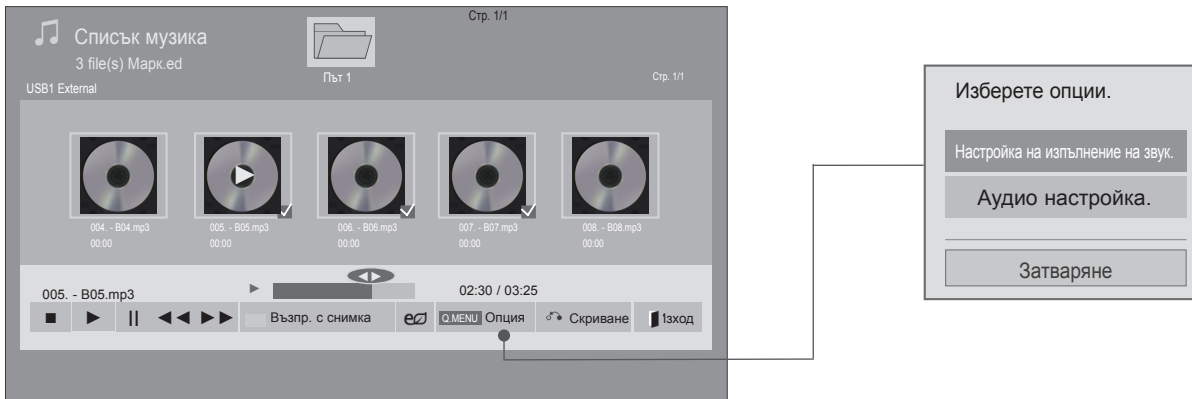 Стр. 1/1
Списък музика
3 file(s) Марк.ed
Път 1
Стр. 1/1
USB1 External
004. - B04.mp3
00:00
005. - B05.mp3
00:00
006. - B06.mp3
00:00
007. - B07.mp3
00:00
008. - B08.mp3
00:00
005. - B05.mp3
02:30 / 03:25
Възпр. с снимка
Q.MENU Опция
Скриване
зход
Изберете опции.
Настройка на изпълнение на звук.
Аудио настройка.
Затваряне